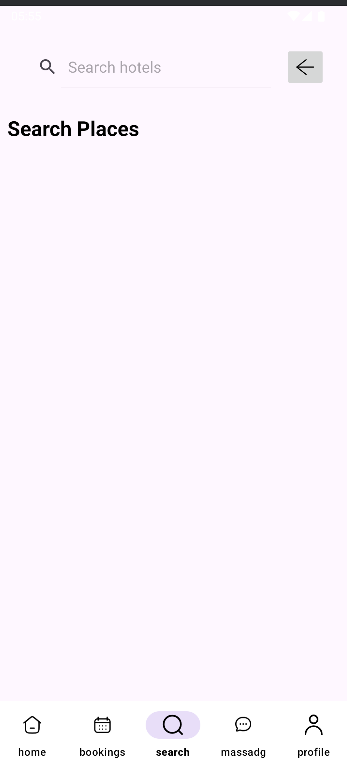 Search hotels
Search Places
home
bookings
search
massadg
profile